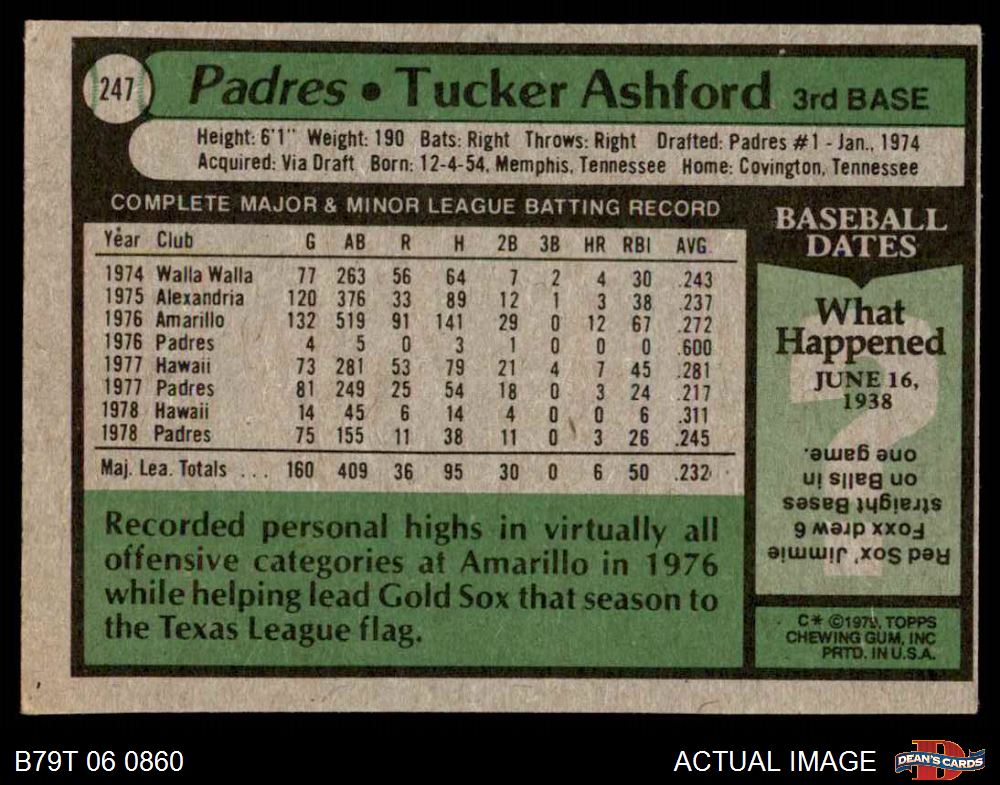 247
Padres • Tucker Ashford 3rd BASE
Height: 6'1" Weight: 190 Bats: Right Throws: Right Drafted: Padres #1 - Jan., 1974
Acquired: Via Draft Born: 12-4-54, Memphis, Tennessee Home: Covington, Tennessee
COMPLETE MAJOR & MINOR LEAGUE BATTING RECORD
Year Club G AB R H 2B 3B HR RBI AVG.
1974 Walla Walla 77 263 56 64 7 2 4 30 .243
1975 Alexandria 120 376 33 89 12 1 3 38 .237
1976 Amarillo 132 519 91 141 29 0 12 67 .272
1976 Padres 4 5 0 3 1 0 0 0 .600
1977 Hawaii 73 281 53 79 21 4 7 45 .281
1977 Padres 81 249 25 54 18 0 3 24 .217
1978 Hawaii 14 45 6 14 4 0 0 6 .311
1978 Padres 75 155 11 38 11 0 3 26 .245
Maj. Lea. Totals ... 160 409 36 95 30 0 6 50 .232
Recorded personal highs in virtually all
offensive categories at Amarillo in 1976
while helping lead Gold Sox that season to
the Texas League flag.
BASEBALL
DATES
What
Happened
JUNE 16,
1938
?
Red Sox' Jimmie
Foxx drew 6
straight Bases
on Balls in
one game.
C* ©1979, TOPPS
CHEWING GUM, INC
PRTD. IN U.S.A.
B79T 06 0860
ACTUAL IMAGE
D
DEAN'S CARDS